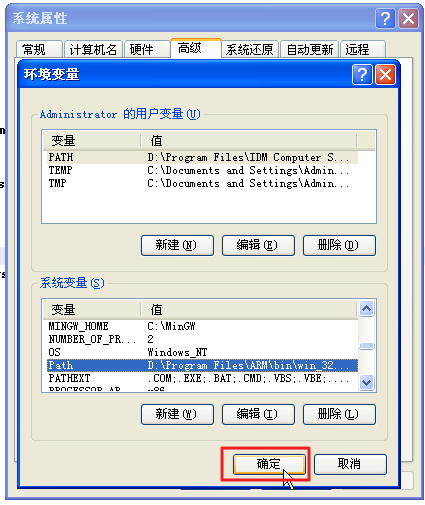 系统属性
常规 计算机名 硬件 高级 系统还原 自动更新 远程
环境变量
Administrator 的用户变量(U)
变量 值
PATH D:\Program Files\IDM Computer S...
TEMP C:\Documents and Settings\Admin...
TMP C:\Documents and Settings\Admin...
新建(N) 编辑(E) 删除(D)
系统变量(S)
变量 值
MINGW_HOME C:\MinGW
NUMBER_OF_PR... 2
OS Windows_NT
Path D:\Program Files\ARM\bin\win_32...
PATHEXT .COM;.EXE;.BAT;.CMD;.VBS;.VBE;....
新建(W) 编辑(I) 删除(L)
确定 取消